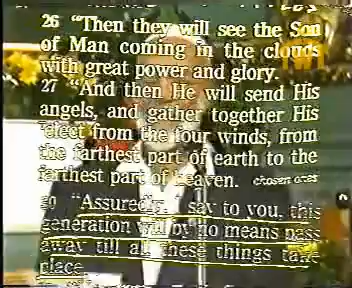 26 "Then they will see the Son
of Man coming in the clouds
with great power and glory.
27 "And then He will send His
angels, and gather together His
elect from the four winds, from
the farthest part of earth to the
farthest part of heaven. chosen ones
30 "Assuredly, I say to you, this
generation will by no means pass
away till all these things take
place.